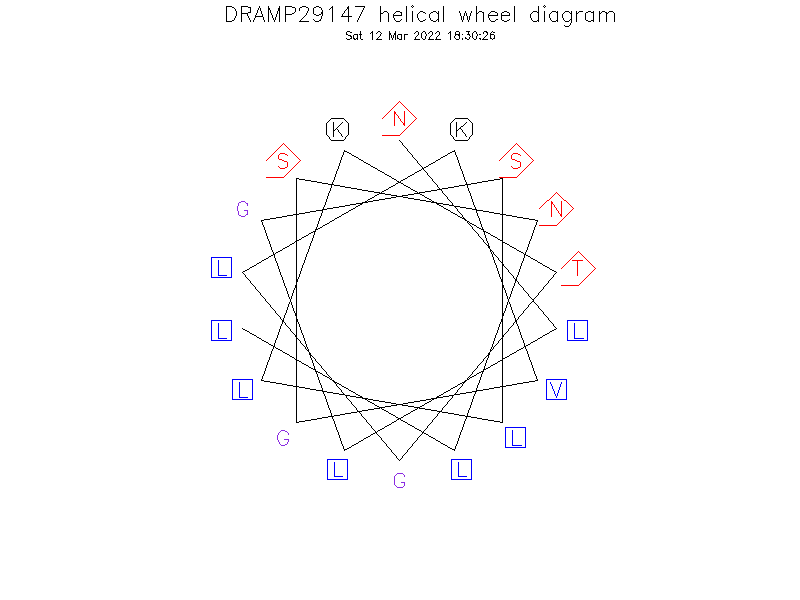 DRAMP29147 helical wheel diagram
Sat 12 Mar 2022 18:30:26
N
K K
S S
G N
L T
L L
L V
G L
L L
G